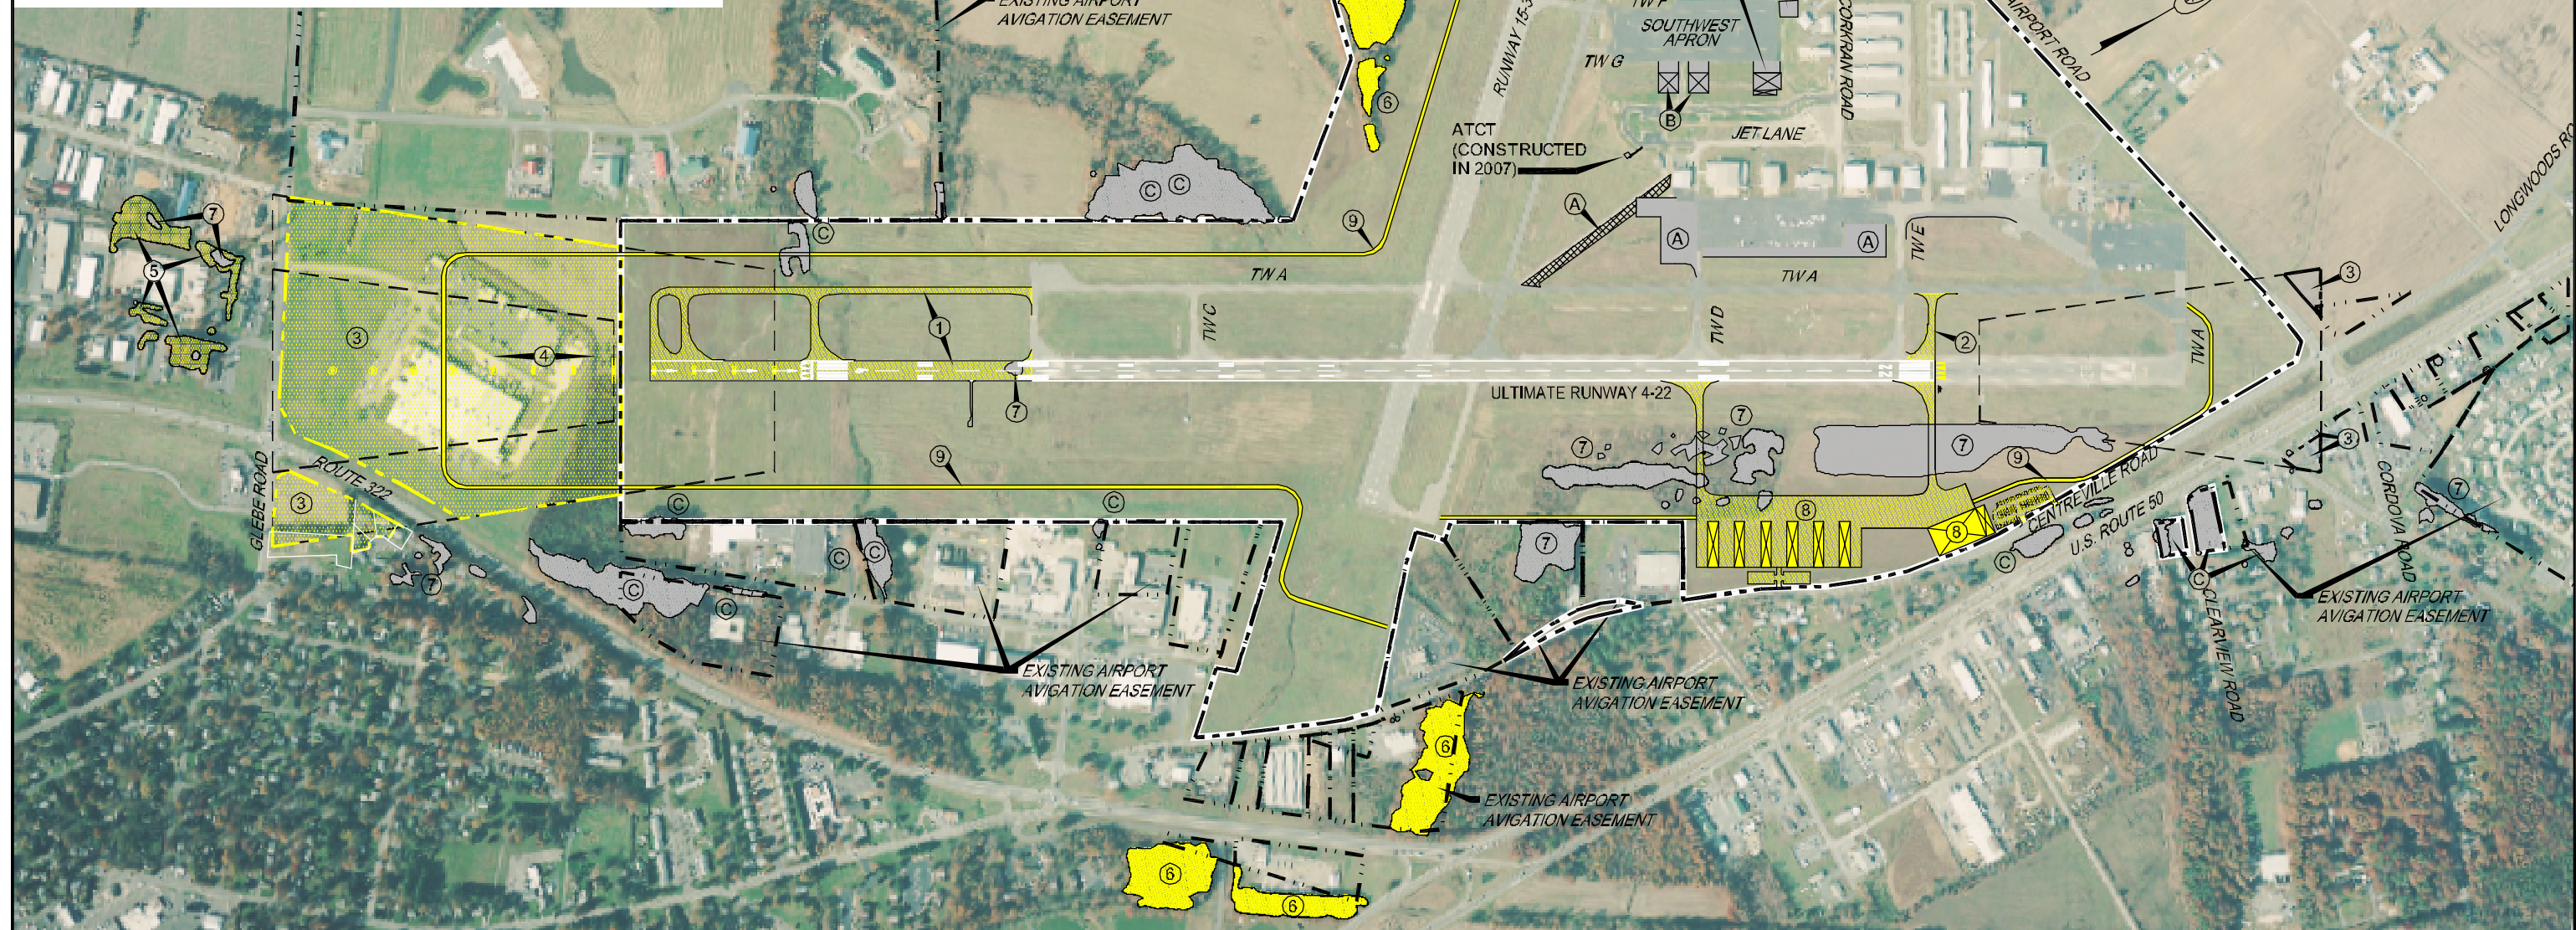 EXISTING AIRPORT
AVIGATION EASEMENT
RUNWAY 15-3
TW F
SOUTHWEST
APRON
TW G
CORKRAN ROAD
AIRPORT ROAD
6
B
ATCT
(CONSTRUCTED
IN 2007)
JET LANE
LONGWOODS RO
C
C
7
A
9
C
A
A
TW E
5
TW A
TW A
3
3
1
TW C
TW D
2
TW A
4
ULTIMATE RUNWAY 4-22
22
7
7
7
7
3
9
9
GLEBE ROAD
ROUTE 322
3
C
C
8
8
CENTREVILLE ROAD
U.S. ROUTE 50
CORDOVA ROAD
7
7
C
C
7
C
C
C
C
CLEARVIEW ROAD
EXISTING AIRPORT
AVIGATION EASEMENT
EXISTING AIRPORT
AVIGATION EASEMENT
EXISTING AIRPORT
AVIGATION EASEMENT
6
EXISTING AIRPORT
AVIGATION EASEMENT
6
6